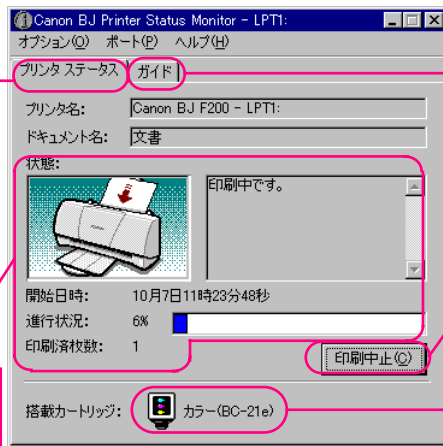 Canon BJ Printer Status Monitor - LPT1:
オプション(O) ポート(P) ヘルプ(H)
プリンタ ステータス ガイド
プリンタ名: Canon BJ F200 - LPT1:
ドキュメント名: 文書
状態:
印刷中です。
開始日時: 10月7日11時23分48秒
進行状況: 6%
印刷済枚数: 1
印刷中止(C)
搭載カートリッジ: カラー(BC-21e)